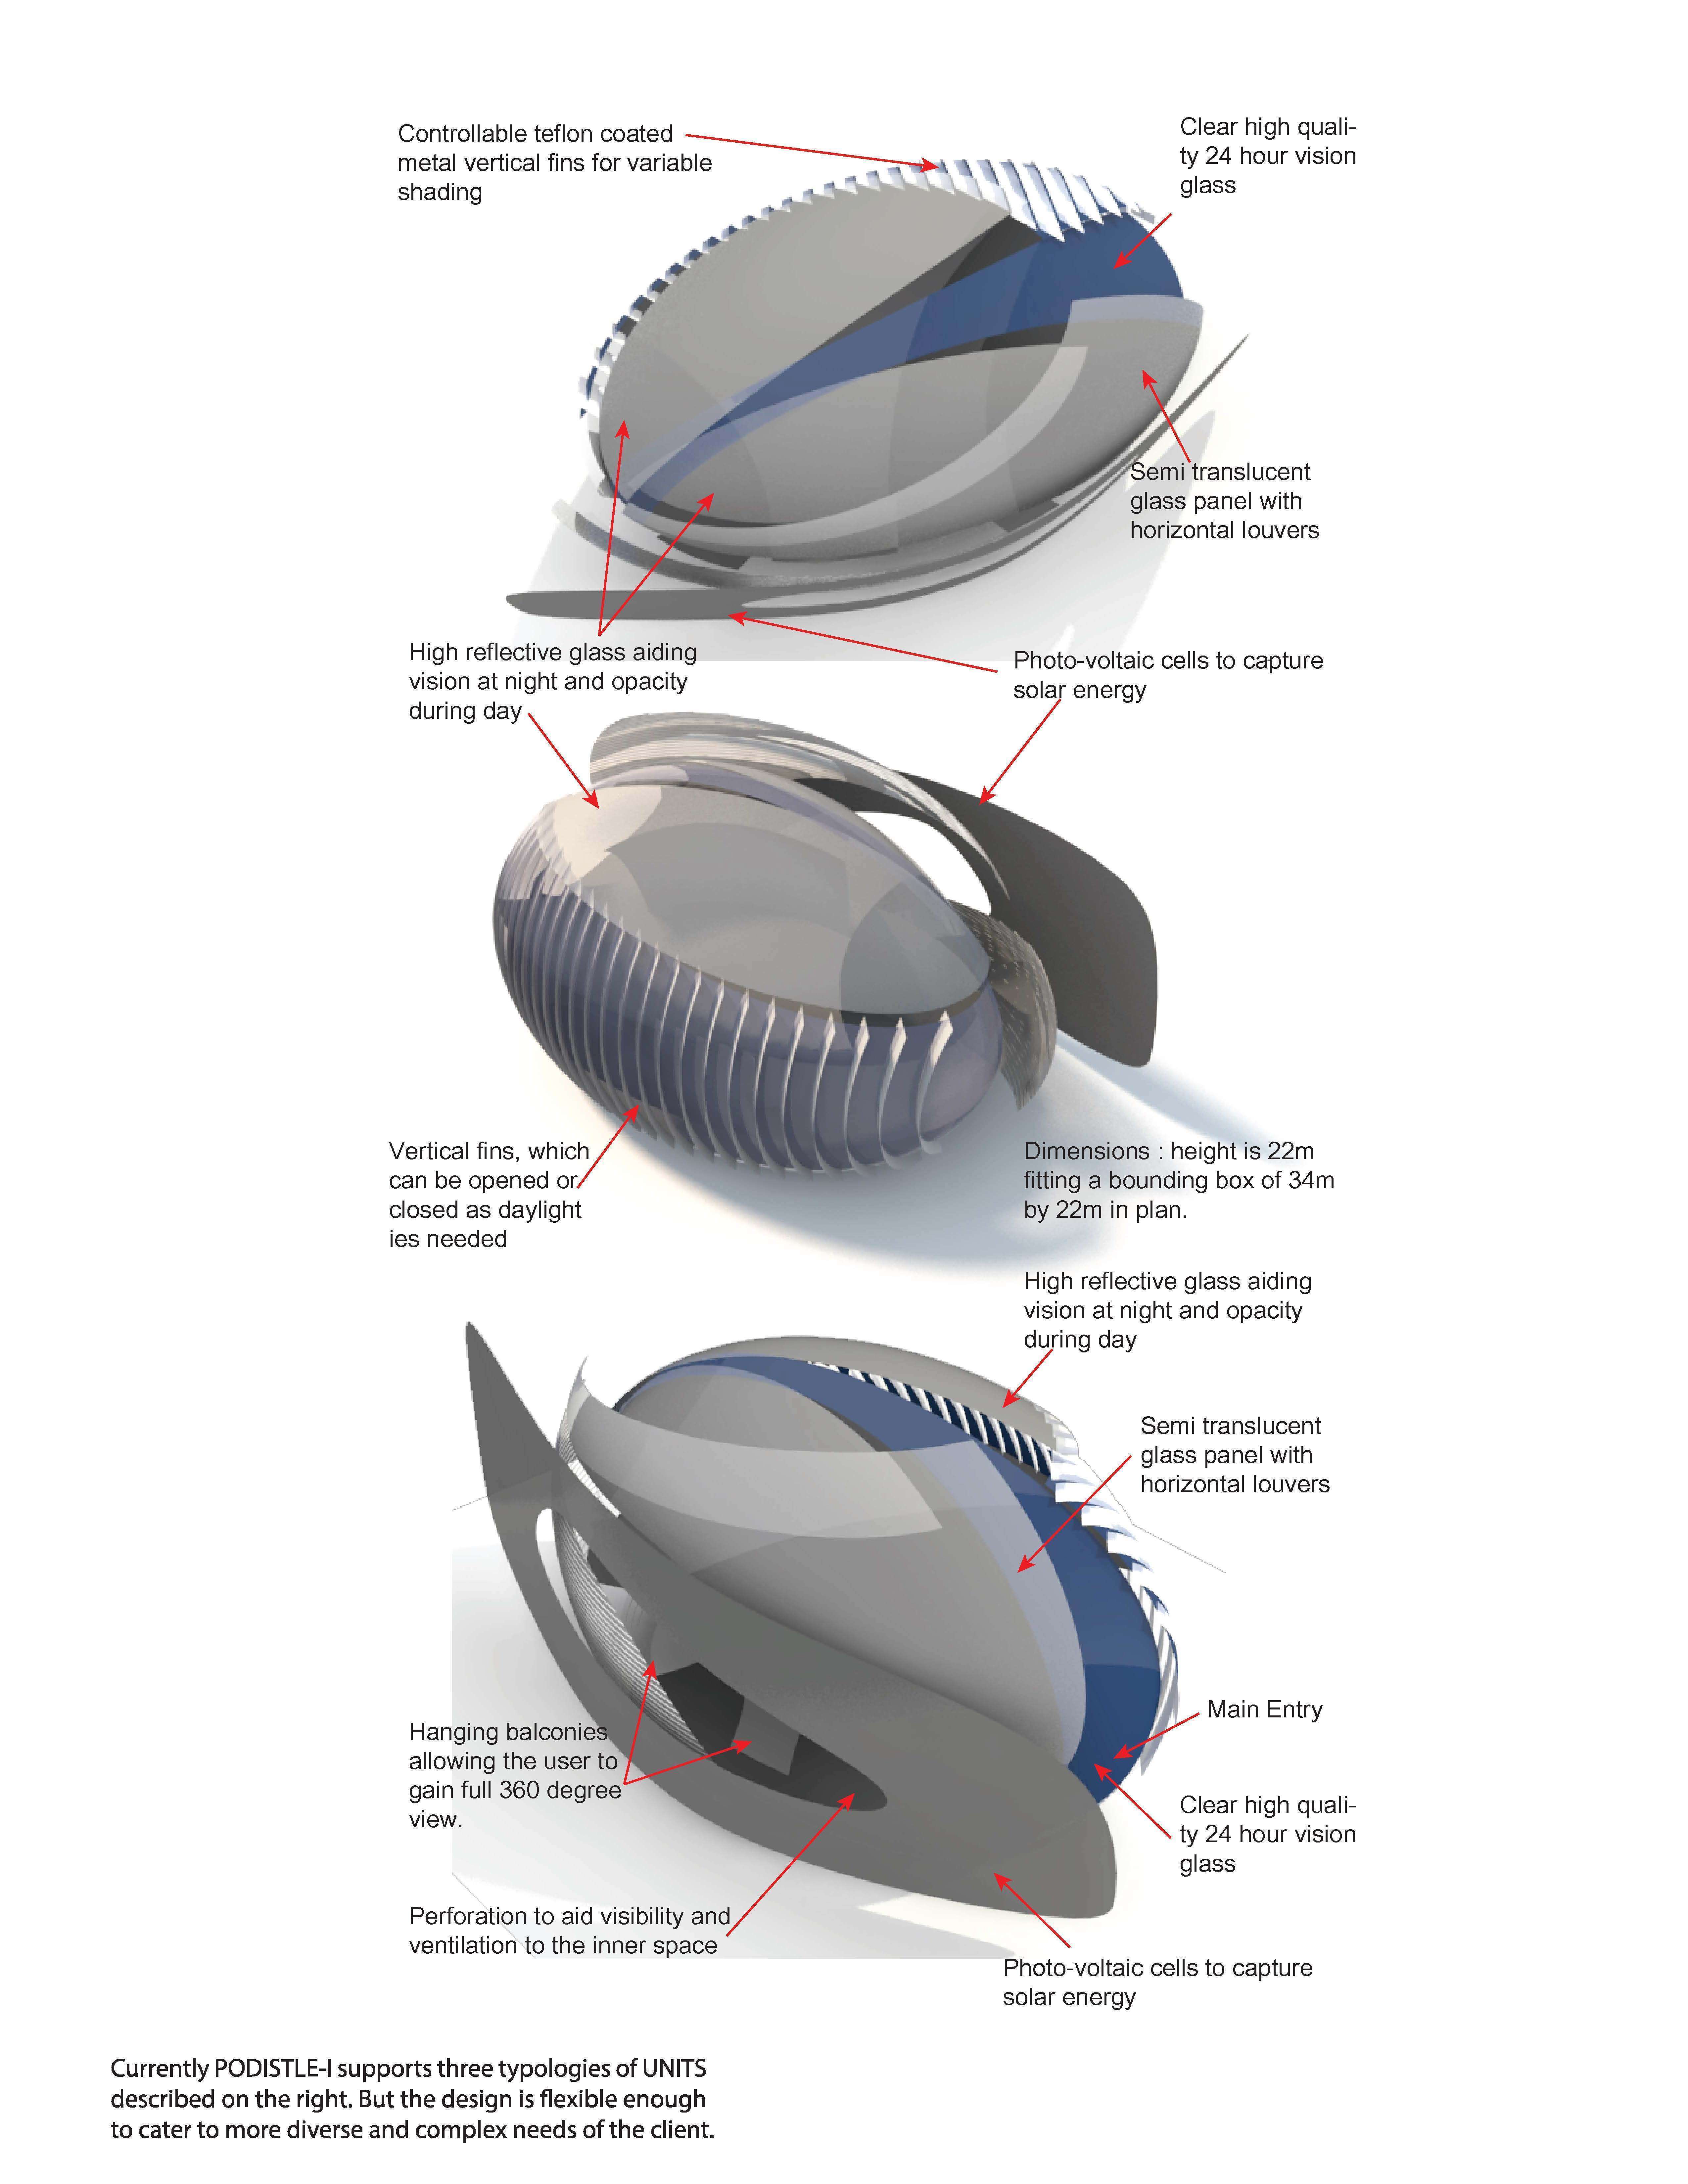 Controllable teflon coated
metal vertical fins for variable
shading
Clear high quali-
ty 24 hour vision
glass
Semi translucent
glass panel with
horizontal louvers
High reflective glass aiding
vision at night and opacity
during day
Photo-voltaic cells to capture
solar energy
Vertical fins, which
can be opened or
closed as daylight
ies needed
Dimensions : height is 22m
fitting a bounding box of 34m
by 22m in plan.
High reflective glass aiding
vision at night and opacity
during day
Semi translucent
glass panel with
horizontal louvers
Main Entry
Hanging balconies
allowing the user to
gain full 360 degree
view.
Clear high quali-
ty 24 hour vision
glass
Perforation to aid visibility and
ventilation to the inner space
Photo-voltaic cells to capture
solar energy
Currently PODISTLE-I supports three typologies of UNITS
described on the right. But the design is flexible enough
to cater to more diverse and complex needs of the client.